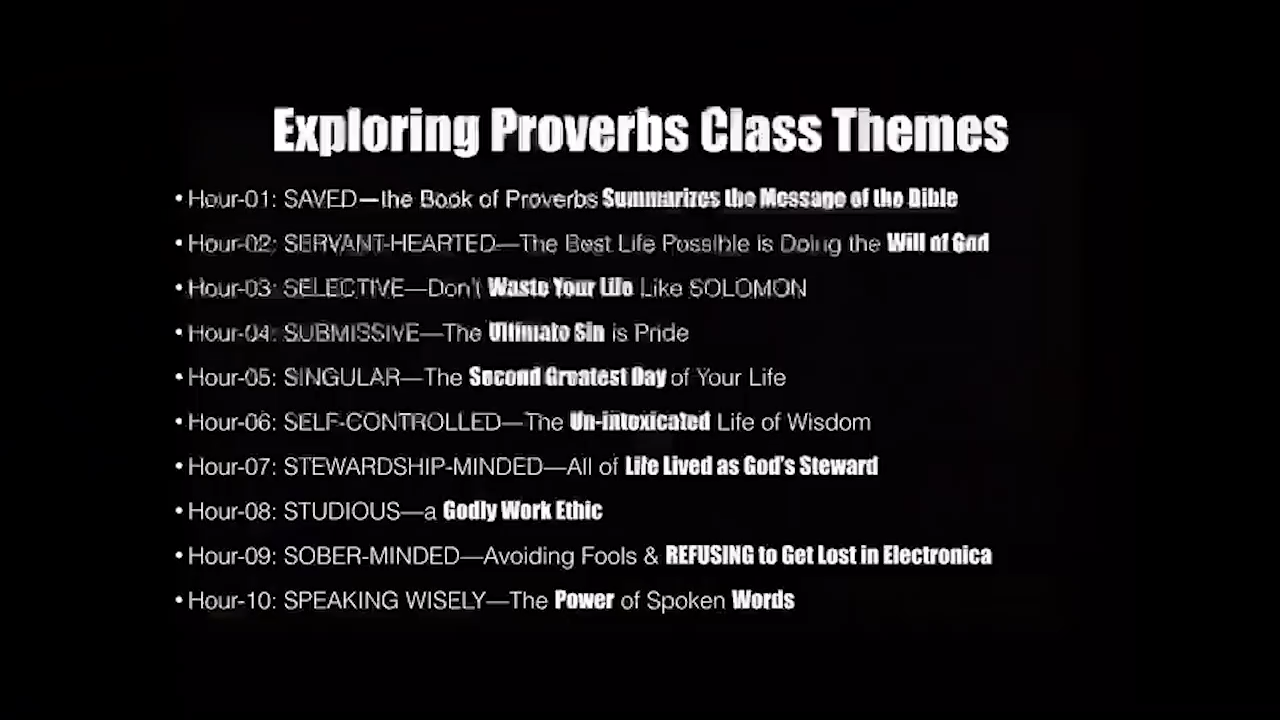 Exploring Proverbs Class Themes
• Hour-01: SAVED—the Book of Proverbs Summarizes the Message of the Bible
• Hour-02: SERVANT-HEARTED—The Best Life Possible is Doing the Will of God
• Hour-03: SELECTIVE—Don't Waste Your Life Like SOLOMON
• Hour-04: SUBMISSIVE—The Ultimate Sin is Pride
• Hour-05: SINGULAR—The Second Greatest Day of Your Life
• Hour-06: SELF-CONTROLLED—The Un-intoxicated Life of Wisdom
• Hour-07: STEWARDSHIP-MINDED—All of Life Lived as God's Steward
• Hour-08: STUDIOUS—a Godly Work Ethic
• Hour-09: SOBER-MINDED—Avoiding Fools & REFUSING to Get Lost in Electronica
• Hour-10: SPEAKING WISELY—The Power of Spoken Words